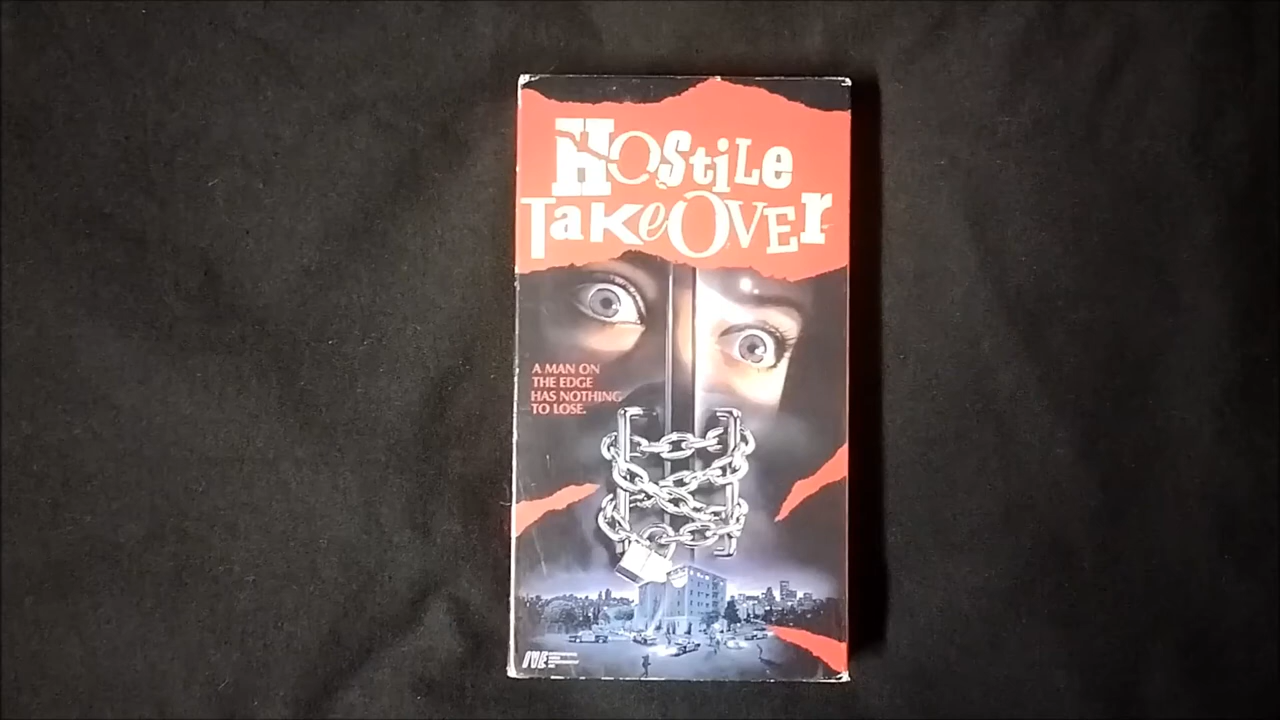 HOStiLe
TaKeOVEr
A MAN ON
THE EDGE
HAS NOTHING
TO LOSE.
IVE